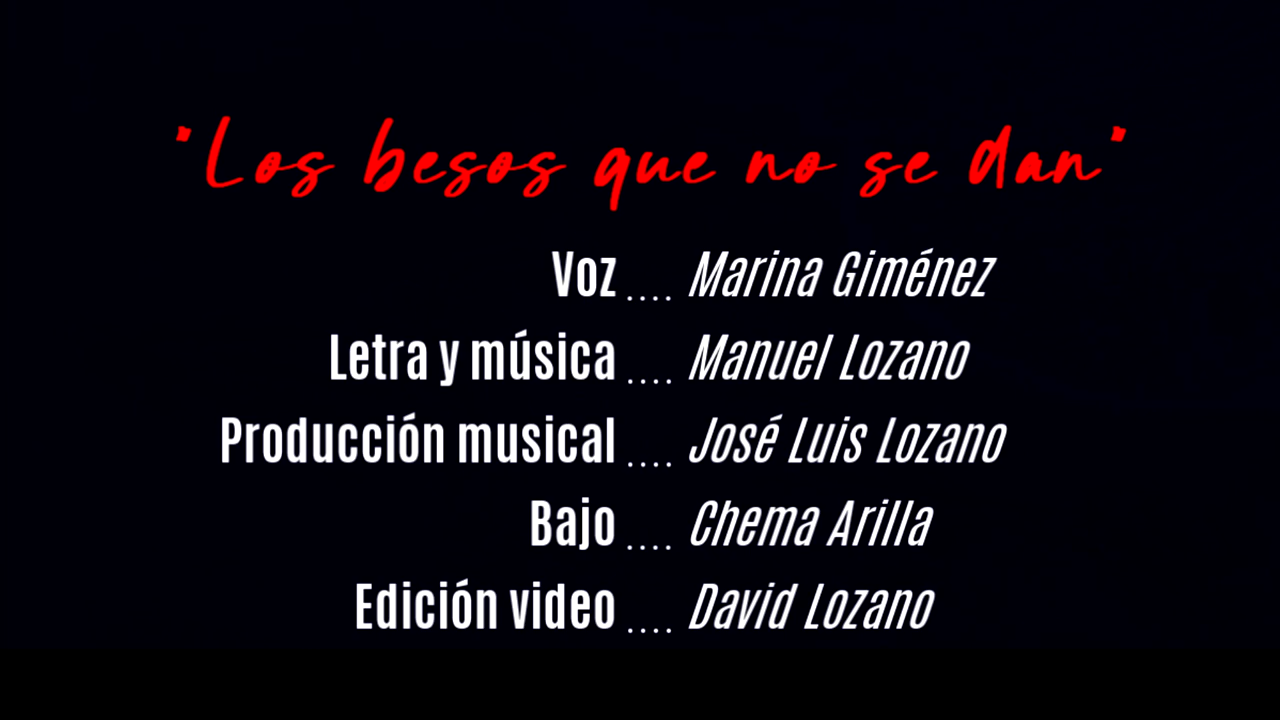 "Los besos que no se dan"
Voz .... Marina Giménez
Letra y música .... Manuel Lozano
Producción musical .... José Luis Lozano
Bajo .... Chema Arilla
Edición video .... David Lozano